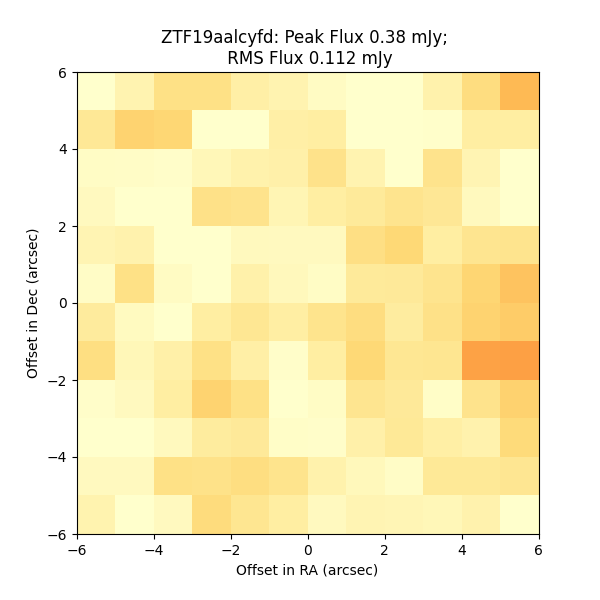 ZTF19aalcyfd: Peak Flux 0.38 mJy;
RMS Flux 0.112 mJy
6
4
2
0
−2
−4
−6
Offset in Dec (arcsec)
−6 −4 −2 0 2 4 6
Offset in RA (arcsec)